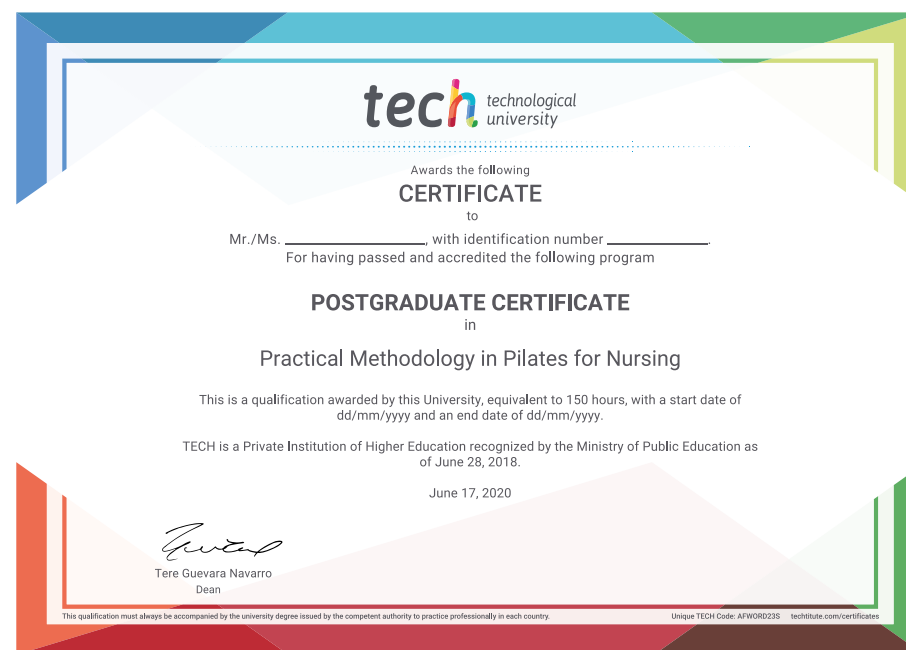 tech technological
university
Awards the following
CERTIFICATE
to
Mr./Ms. ____________, with identification number ____________.
For having passed and accredited the following program
POSTGRADUATE CERTIFICATE
in
Practical Methodology in Pilates for Nursing
This is a qualification awarded by this University, equivalent to 150 hours, with a start date of
dd/mm/yyyy and an end date of dd/mm/yyyy.
TECH is a Private Institution of Higher Education recognized by the Ministry of Public Education as
of June 28, 2018.
June 17, 2020
Tere Guevara Navarro
Dean
This qualification must always be accompanied by the university degree issued by the competent authority to practice professionally in each country.
Unique TECH Code: AFWORD23S techtitute.com/certificates